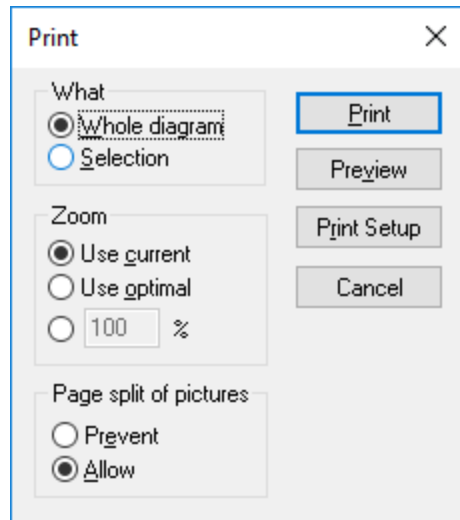 Print
What
Whole diagram
Selection
Zoom
Use current
Use optimal
100 %
Page split of pictures
Prevent
Allow
Print
Preview
Print Setup
Cancel